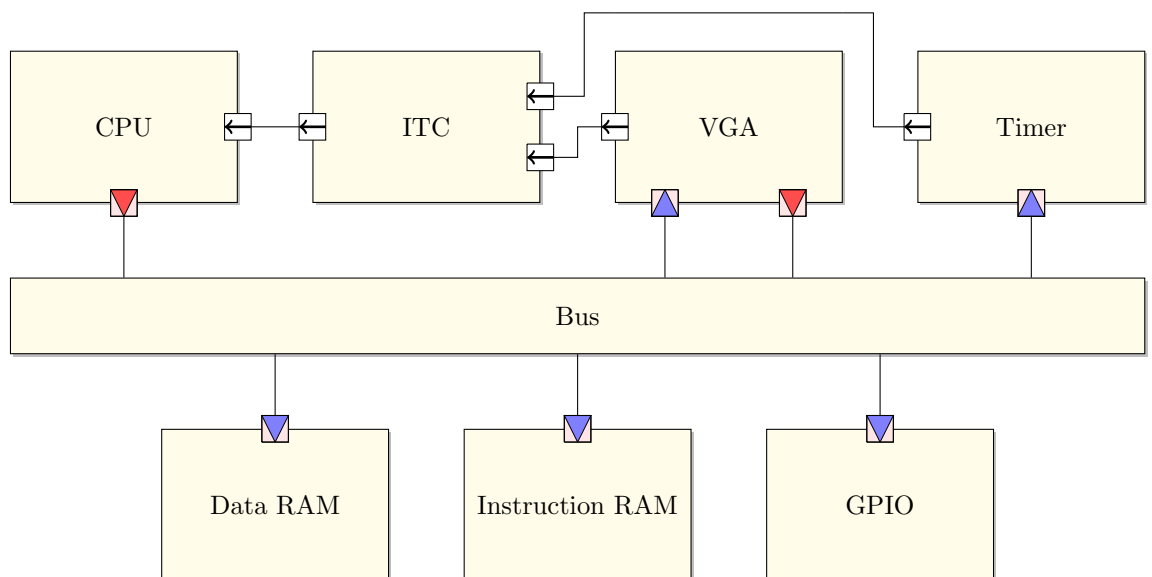 CPU
ITC
VGA
Timer
Bus
Data RAM
Instruction RAM
GPIO